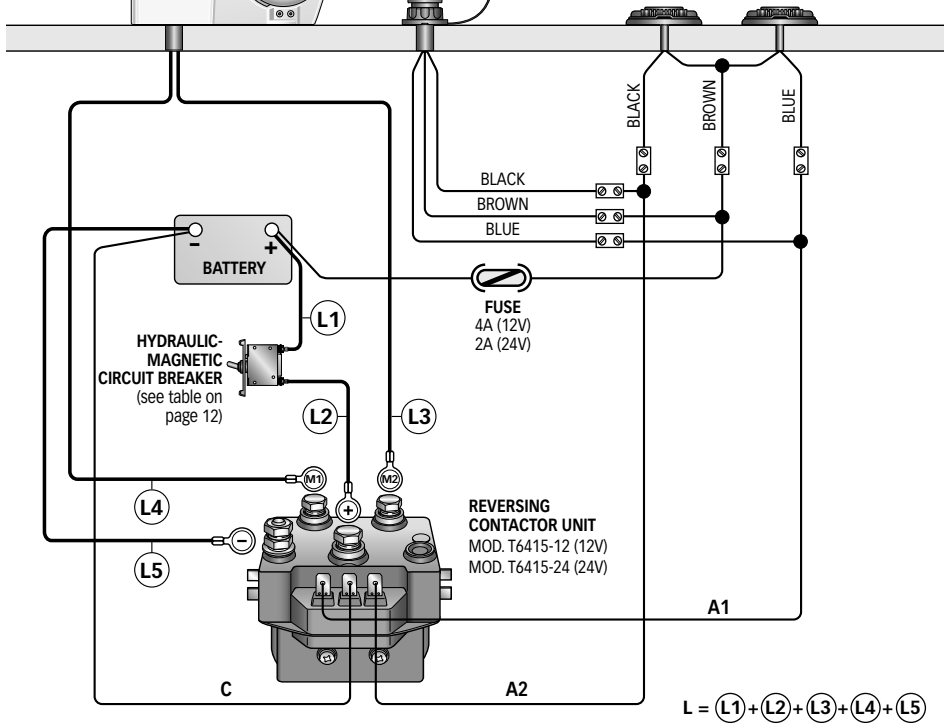 BLACK
BROWN
BLUE
BLACK
BROWN
BLUE
- +
BATTERY
FUSE
4A (12V)
2A (24V)
L1
HYDRAULIC-
MAGNETIC
CIRCUIT BREAKER
(see table on
page 12)
L2
L3
M1
M2
L4
+
-
L5
REVERSING
CONTACTOR UNIT
MOD. T6415-12 (12V)
MOD. T6415-24 (24V)
A1
C
A2
L = L1+L2+L3+L4+L5